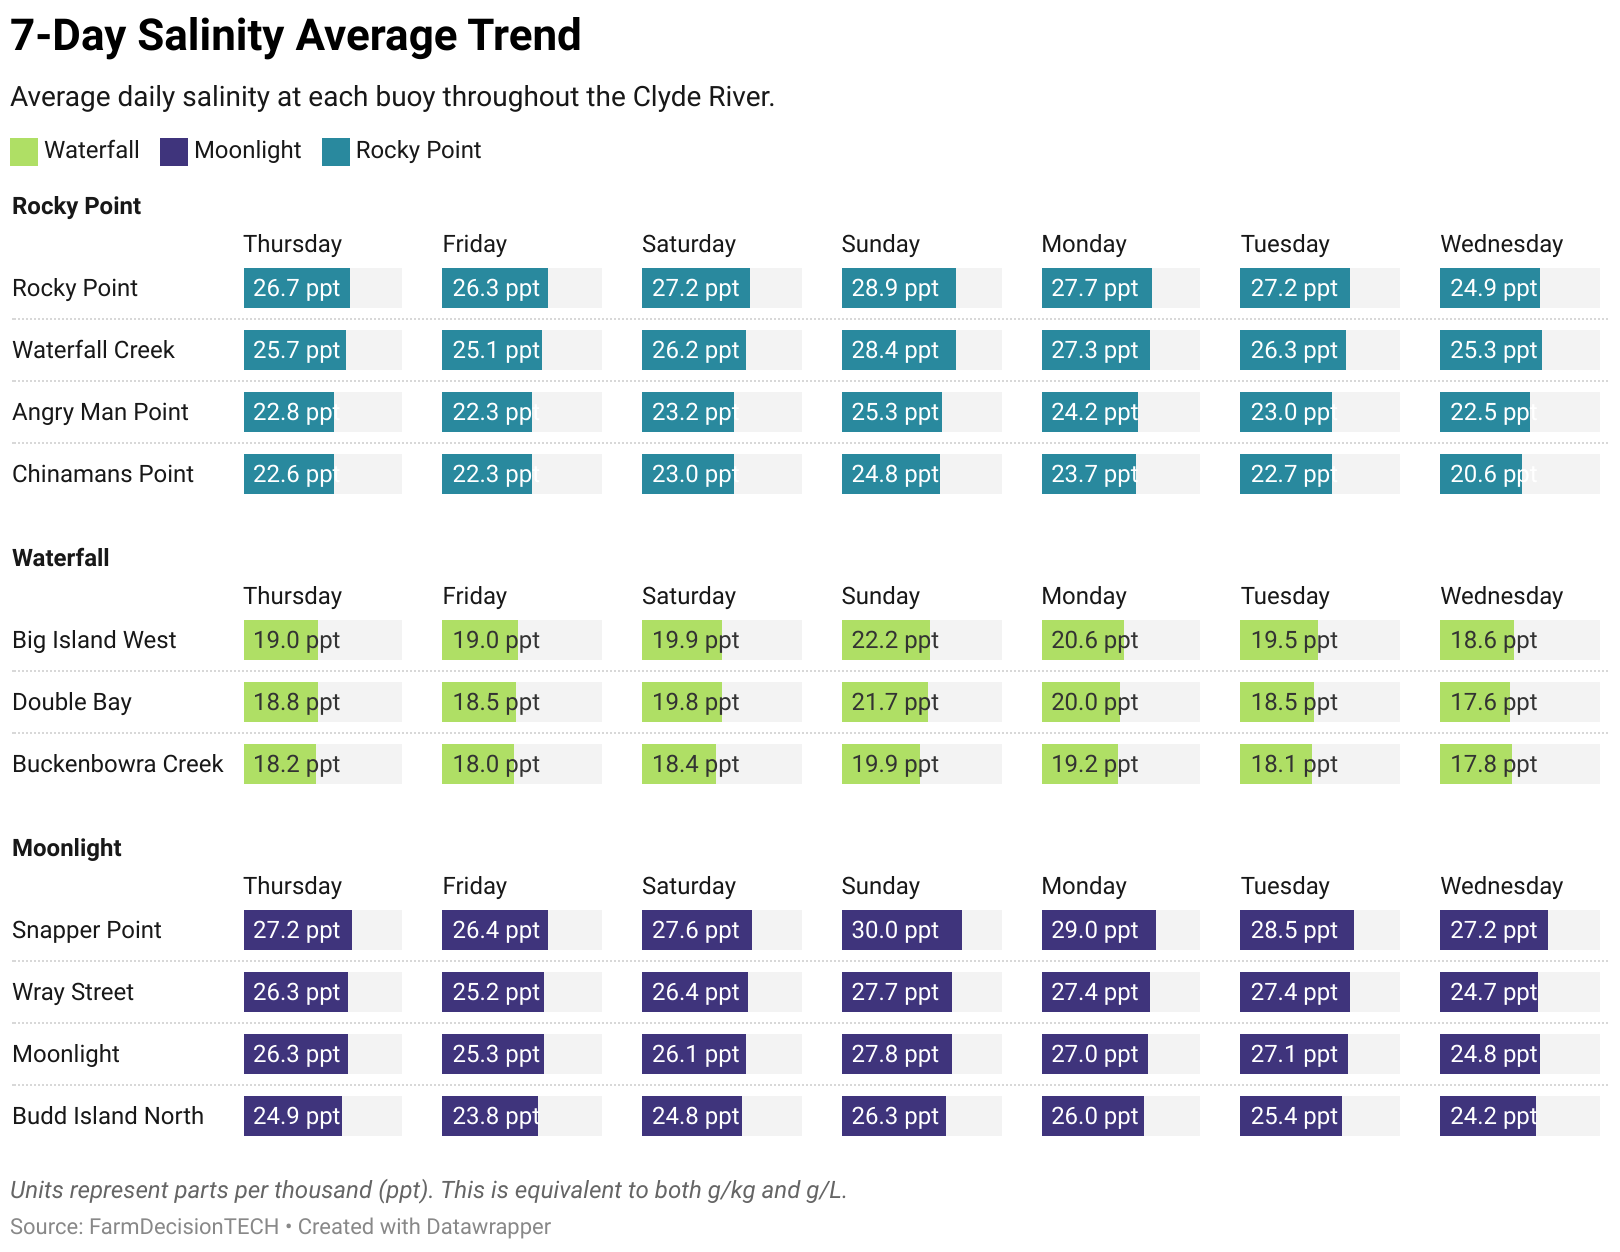 7-Day Salinity Average Trend
Average daily salinity at each buoy throughout the Clyde River.
Waterfall Moonlight Rocky Point
Rocky Point
Thursday Friday Saturday Sunday Monday Tuesday Wednesday
Rocky Point 26.7 ppt 26.3 ppt 27.2 ppt 28.9 ppt 27.7 ppt 27.2 ppt 24.9 ppt
Waterfall Creek 25.7 ppt 25.1 ppt 26.2 ppt 28.4 ppt 27.3 ppt 26.3 ppt 25.3 ppt
Angry Man Point 22.8 ppt 22.3 ppt 23.2 ppt 25.3 ppt 24.2 ppt 23.0 ppt 22.5 ppt
Chinamans Point 22.6 ppt 22.3 ppt 23.0 ppt 24.8 ppt 23.7 ppt 22.7 ppt 20.6 ppt
Waterfall
Thursday Friday Saturday Sunday Monday Tuesday Wednesday
Big Island West 19.0 ppt 19.0 ppt 19.9 ppt 22.2 ppt 20.6 ppt 19.5 ppt 18.6 ppt
Double Bay 18.8 ppt 18.5 ppt 19.8 ppt 21.7 ppt 20.0 ppt 18.5 ppt 17.6 ppt
Buckenbowra Creek 18.2 ppt 18.0 ppt 18.4 ppt 19.9 ppt 19.2 ppt 18.1 ppt 17.8 ppt
Moonlight
Thursday Friday Saturday Sunday Monday Tuesday Wednesday
Snapper Point 27.2 ppt 26.4 ppt 27.6 ppt 30.0 ppt 29.0 ppt 28.5 ppt 27.2 ppt
Wray Street 26.3 ppt 25.2 ppt 26.4 ppt 27.7 ppt 27.4 ppt 27.4 ppt 24.7 ppt
Moonlight 26.3 ppt 25.3 ppt 26.1 ppt 27.8 ppt 27.0 ppt 27.1 ppt 24.8 ppt
Budd Island North 24.9 ppt 23.8 ppt 24.8 ppt 26.3 ppt 26.0 ppt 25.4 ppt 24.2 ppt
Units represent parts per thousand (ppt). This is equivalent to both g/kg and g/L.
Source: FarmDecisionTECH • Created with Datawrapper